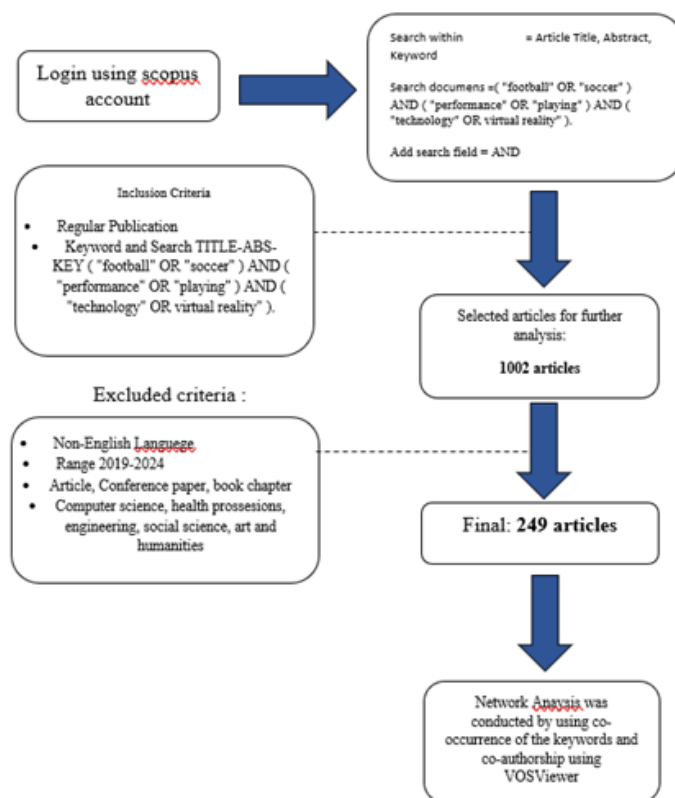 Login using scopus
account
Search within = Article Title, Abstract,
Keyword
Search documens =( "football" OR "soccer" )
AND ( "performance" OR "playing" ) AND (
"technology" OR virtual reality" ).
Add search field = AND
Inclusion Criteria
• Regular Publication
• Keyword and Search TITLE-ABS-
KEY ( "football" OR "soccer" ) AND (
"performance" OR "playing" ) AND (
"technology" OR virtual reality" ).
Selected articles for further
analysis:
1002 articles
Excluded criteria :
• Non-English Languege
• Range 2019-2024
• Article, Conference paper, book chapter
• Computer science, health prossesions,
engineering, social science, art and
humanities
Final: 249 articles
Network Anaysis was
conducted by using co-
occurrence of the keywords and
co-authorship using
VOSViewer